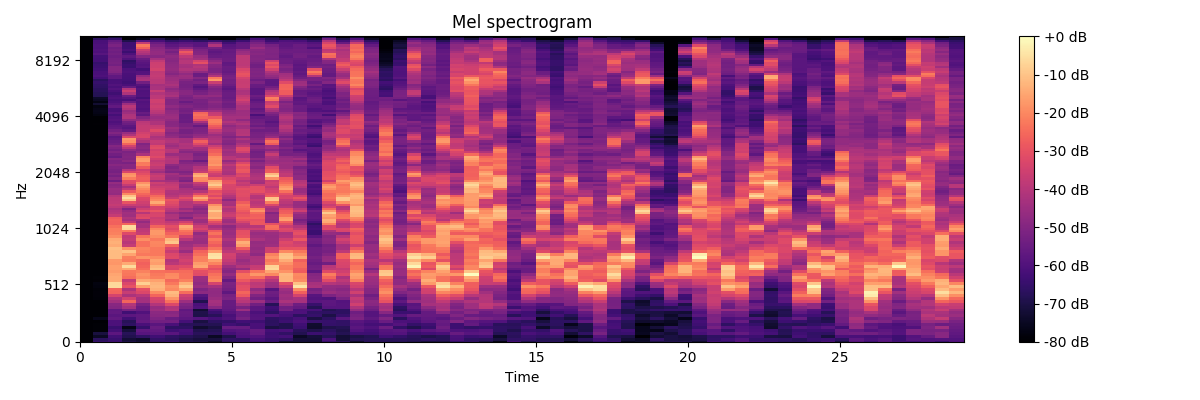 Mel spectrogram
Hz
8192
4096
2048
1024
512
0
0 5 10 15 20 25
Time
+0 dB
-10 dB
-20 dB
-30 dB
-40 dB
-50 dB
-60 dB
-70 dB
-80 dB